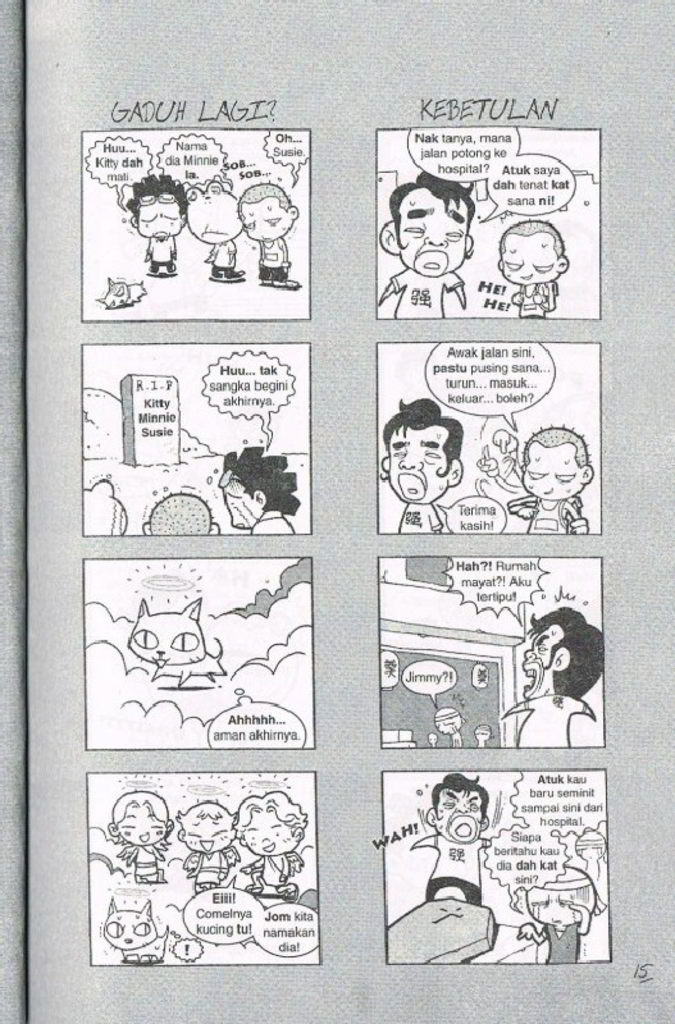 GADUH LAGI?
Huu...
Kitty dah
mati.
Nama
dia Minnie
la.
SOB...
SOB..
Oh...
Susie.
R.I.P
Kitty
Minnie
Susie
Huu... tak
sangka begini
akhirnya.
Ahhhhh...
aman akhirnya.
Eiii!
Comelnya
kucing tu!
Jom kita
namakan
dia!
!
KEBETULAN
Nak tanya, mana
jalan potong ke
hospital?
Atuk saya
dah tenat kat
sana ni!
HE!
HE!
強
Awak jalan sini,
pastu pusing sana...
turun... masuk...
keluar... boleh?
Terima
kasih!
強
Hah?! Rumah
mayat?! Aku
tertipu!
Jimmy?!
WAH!
強
Atuk kau
baru seminit
sampai sini dari
hospital.
Siapa
beritahu kau
dia dah kat
sini?
15